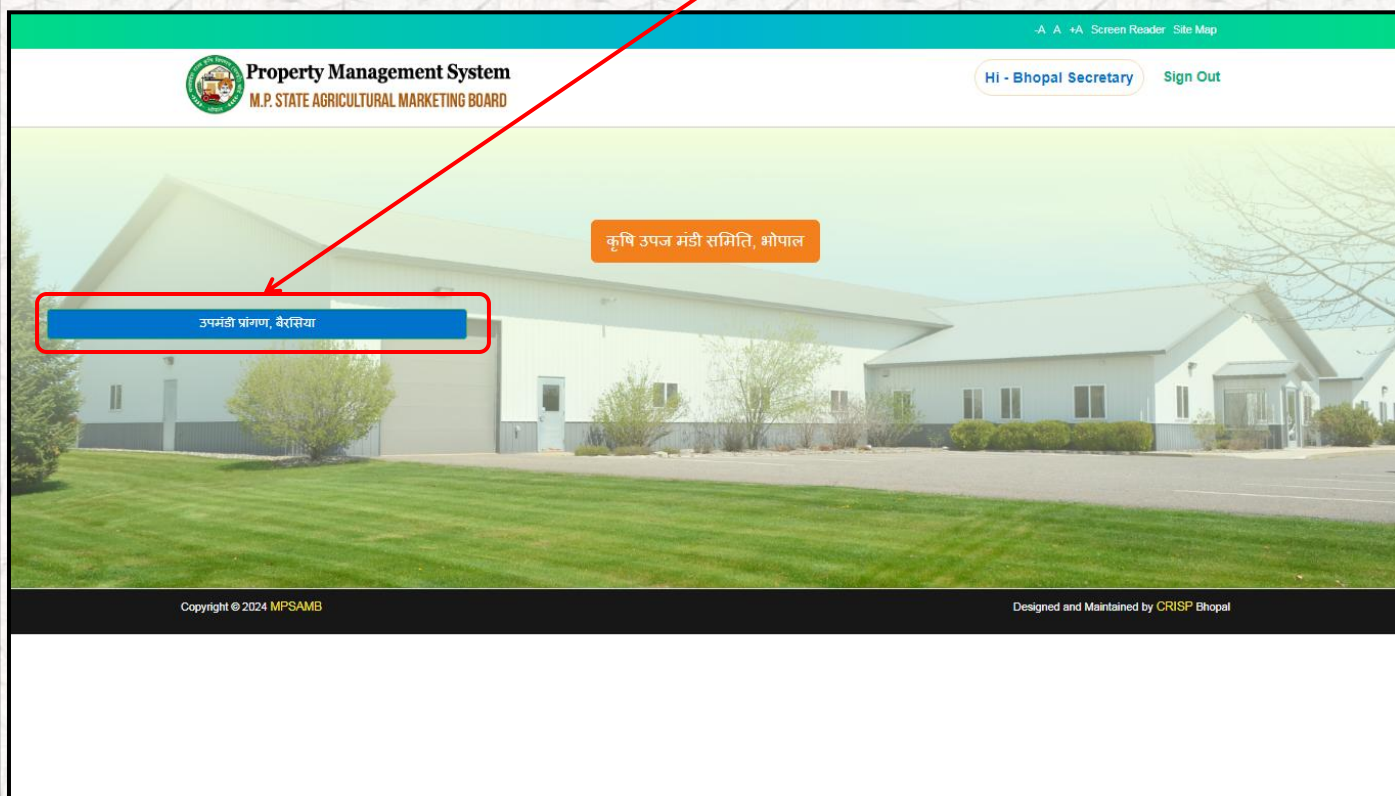 -A A +A Screen Reader Site Map
Property Management System
M.P. STATE AGRICULTURAL MARKETING BOARD
Hi - Bhopal Secretary
Sign Out
कृषि उपज मंडी समिति, भोपाल
उपमंडी प्रांगण, बैरसिया
Copyright © 2024 MPSAMB
Designed and Maintained by CRISP Bhopal